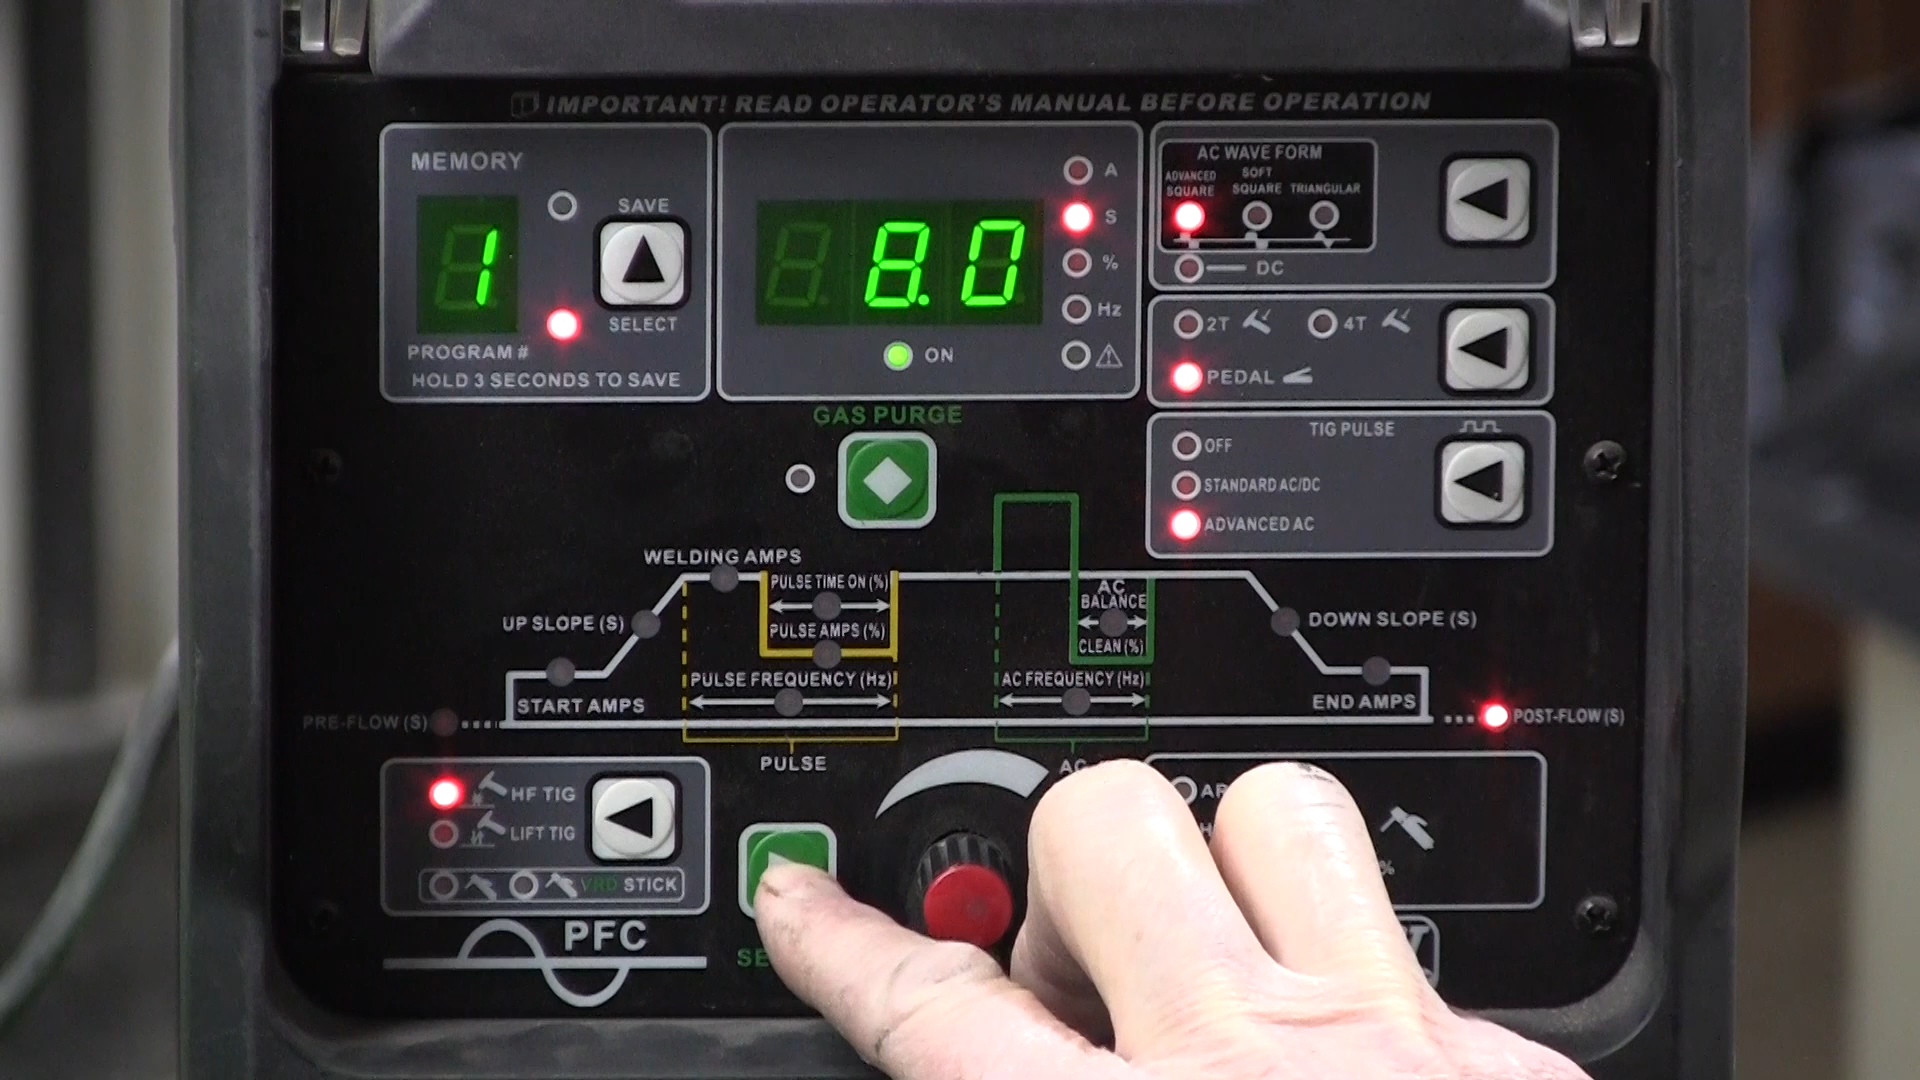 IMPORTANT! READ OPERATOR'S MANUAL BEFORE OPERATION
MEMORY
SAVE
1
SELECT
PROGRAM #
HOLD 3 SECONDS TO SAVE
8.0
A
S
%
Hz
ON
AC WAVE FORM
ADVANCED SQUARE
SOFT SQUARE
TRIANGULAR
DC
2T
4T
PEDAL
GAS PURGE
TIG PULSE
OFF
STANDARD AC/DC
ADVANCED AC
WELDING AMPS
PULSE TIME ON (%)
PULSE AMPS (%)
AC
BALANCE
CLEAN (%)
UP SLOPE (S)
DOWN SLOPE (S)
PULSE FREQUENCY (Hz)
AC FREQUENCY (Hz)
START AMPS
END AMPS
PRE-FLOW (S)
POST-FLOW (S)
PULSE
AC
HF TIG
LIFT TIG
VRD STICK
%
PFC